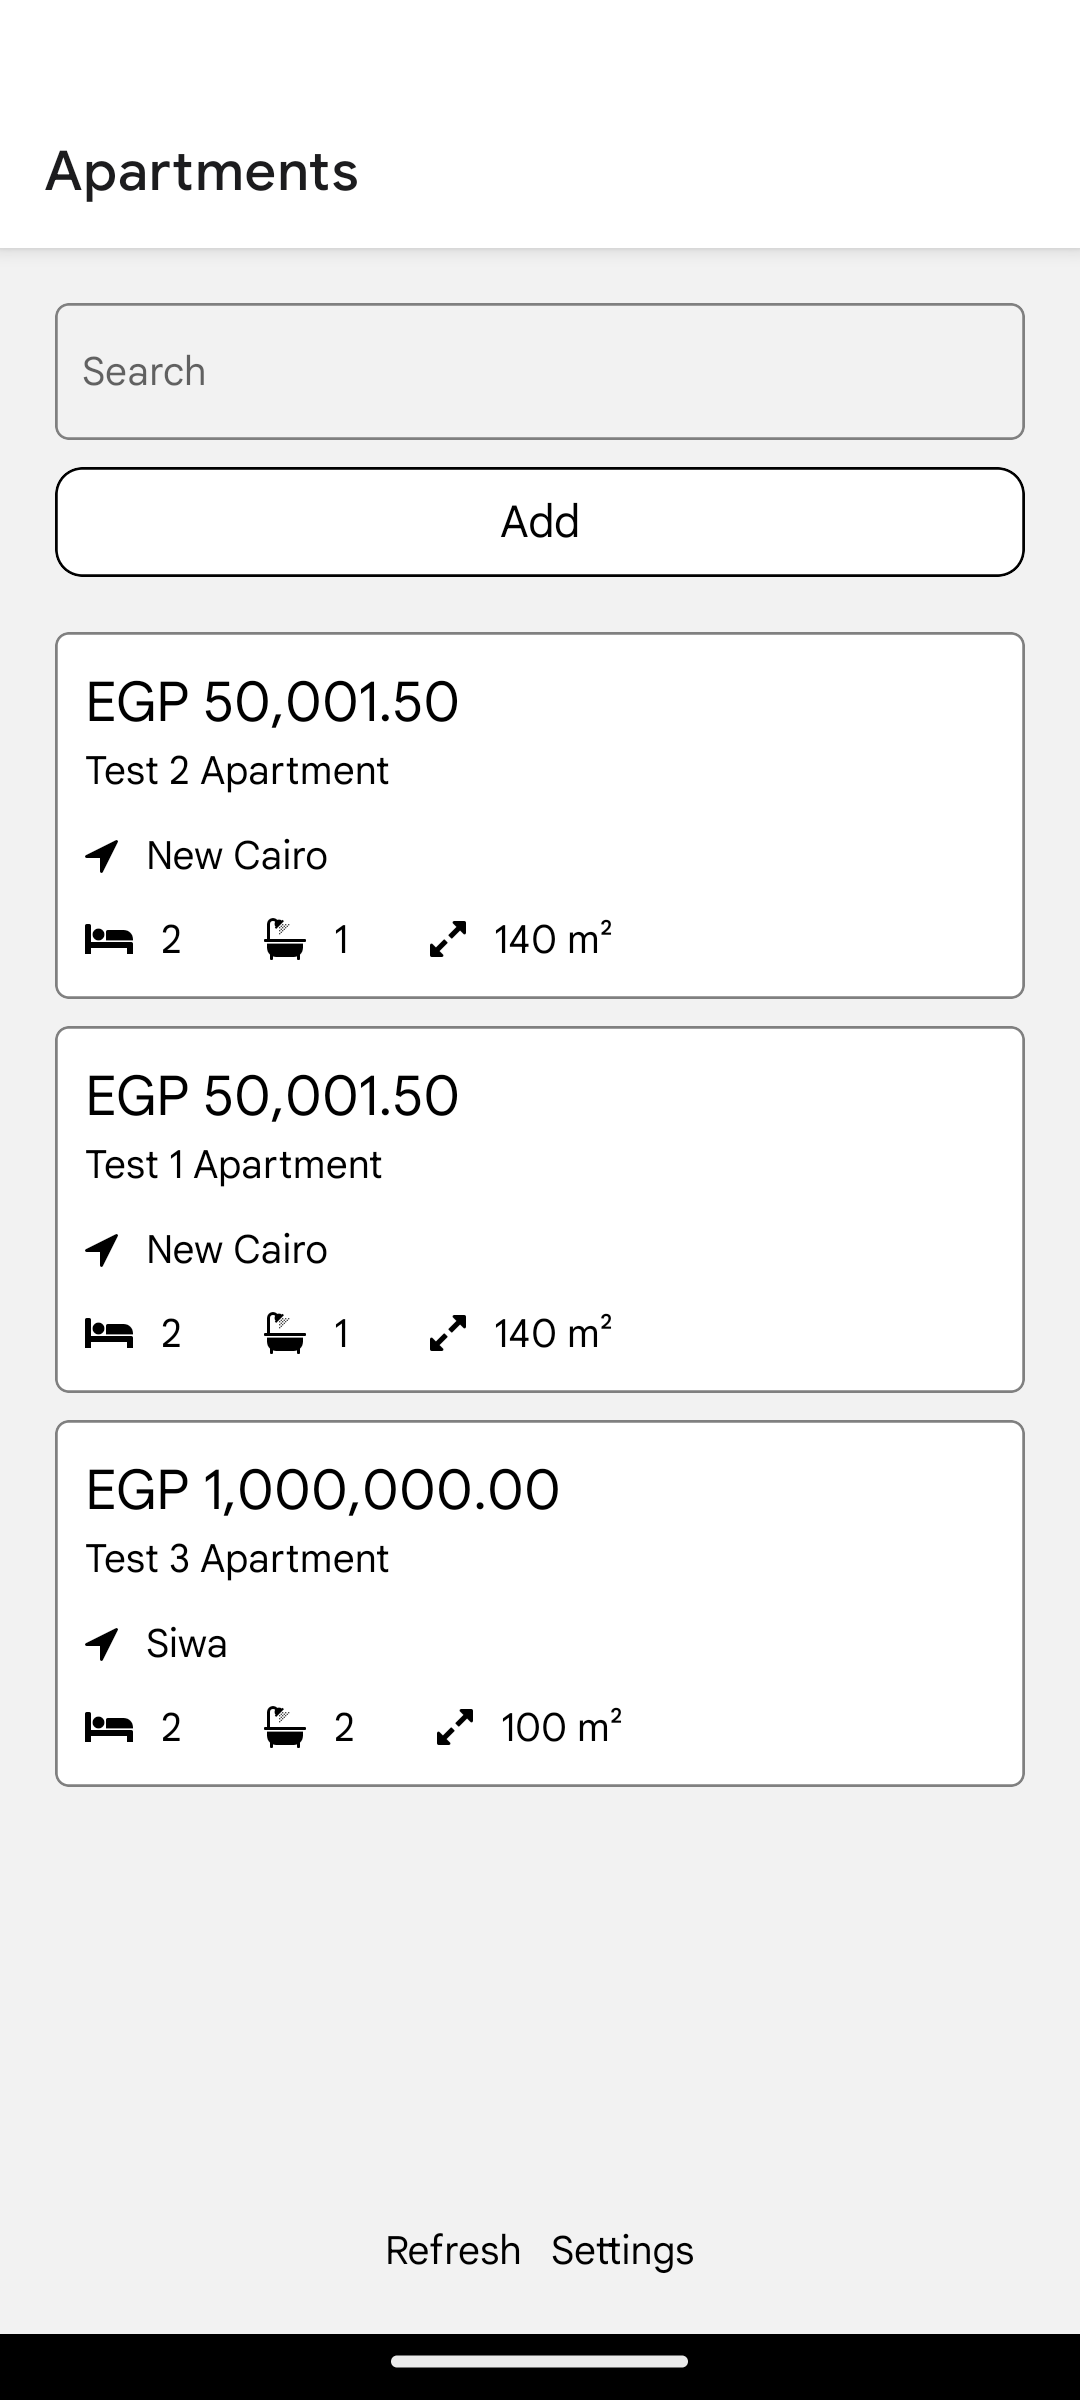 Apartments
Search
Add
EGP 50,001.50
Test 2 Apartment
New Cairo
2 1 140 m²
EGP 50,001.50
Test 1 Apartment
New Cairo
2 1 140 m²
EGP 1,000,000.00
Test 3 Apartment
Siwa
2 2 100 m²
Refresh Settings